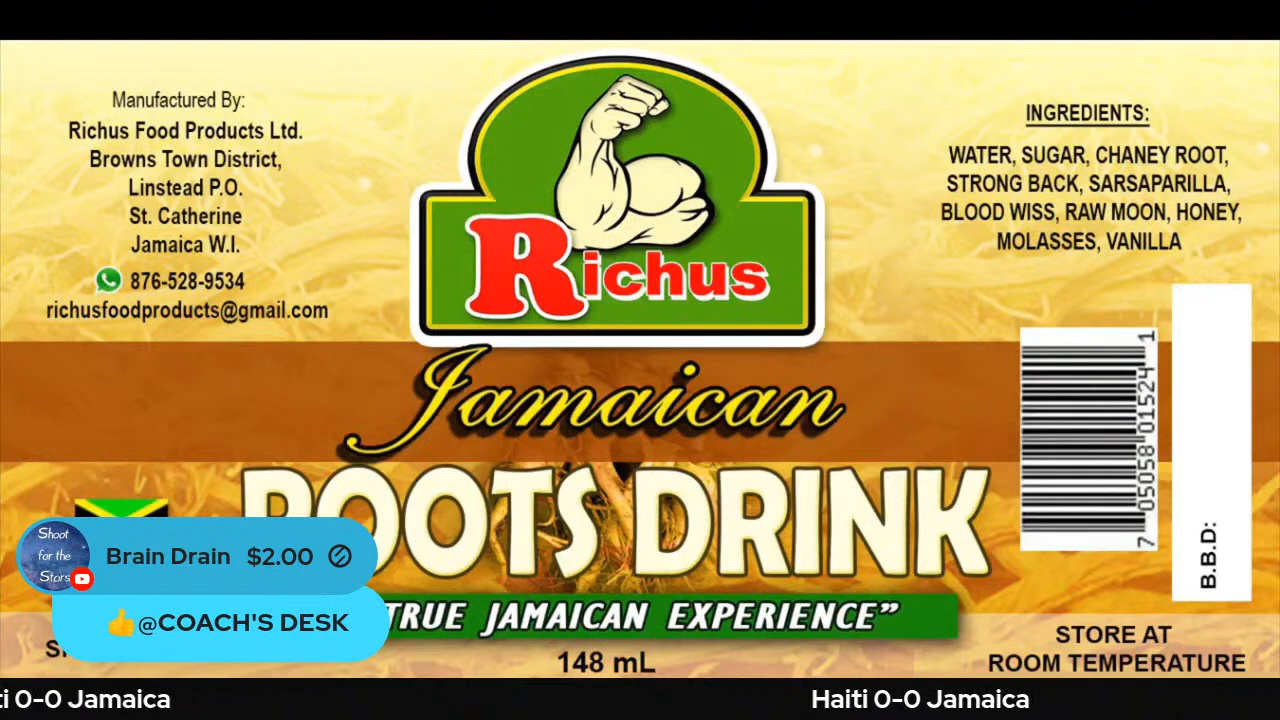 Manufactured By:
Richus Food Products Ltd.
Browns Town District,
Linstead P.O.
St. Catherine
Jamaica W.I.
876-528-9534
richusfoodproducts@gmail.com
Richus
Jamaican
ROOTS DRINK
TRUE JAMAICAN EXPERIENCE”
148 mL
INGREDIENTS:
WATER, SUGAR, CHANEY ROOT,
STRONG BACK, SARSAPARILLA,
BLOOD WISS, RAW MOON, HONEY,
MOLASSES, VANILLA
7 05058 01524 1
B.B.D:
STORE AT
ROOM TEMPERATURE
Shoot
for the
Stars
Brain Drain $2.00
👍@COACH'S DESK
0-0 Jamaica
Haiti 0-0 Jamaica